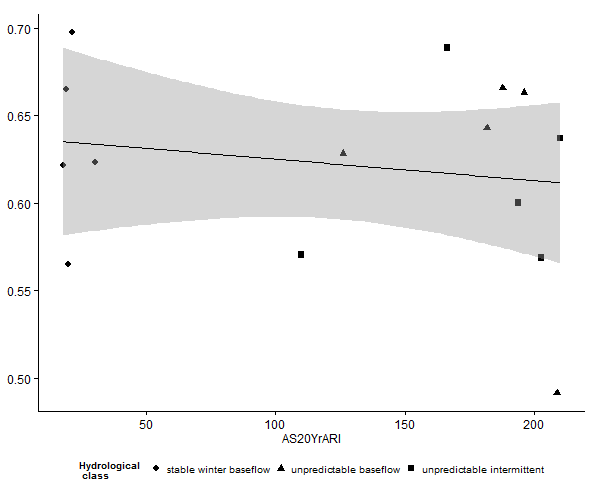 0.70
0.65
0.60
0.55
0.50
50 100 150 200
AS20YrARI
Hydrological
class
stable winter baseflow unpredictable baseflow unpredictable intermittent